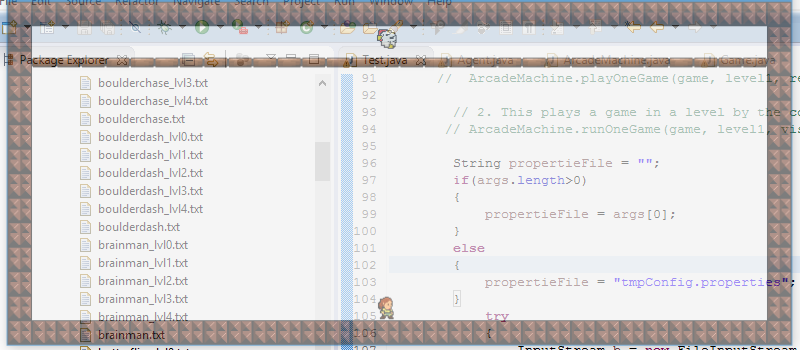 File Edit Source Refactor Navigate Search Project Run Window Help
Package Explorer
Test.java
Agent.java
ArcadeMachine.java
Game.java
boulderchase_lvl3.txt
boulderchase_lvl4.txt
boulderchase.txt
boulderdash_lvl0.txt
boulderdash_lvl1.txt
boulderdash_lvl2.txt
boulderdash_lvl3.txt
boulderdash_lvl4.txt
boulderdash.txt
brainman_lvl0.txt
brainman_lvl1.txt
brainman_lvl2.txt
brainman_lvl3.txt
brainman_lvl4.txt
brainman.txt
91 // ArcadeMachine.playOneGame(game, level1, re
92
93 // 2. This plays a game in a level by the co
94 // ArcadeMachine.runOneGame(game, level1, vis
95
96 String propertieFile = "";
97 if(args.length>0)
98 {
99 propertieFile = args[0];
100 }
101 else
102 {
103 propertieFile = "tmpConfig.properties";
104 }
105 try
106 {
107 InputStream h = new FileInputStream